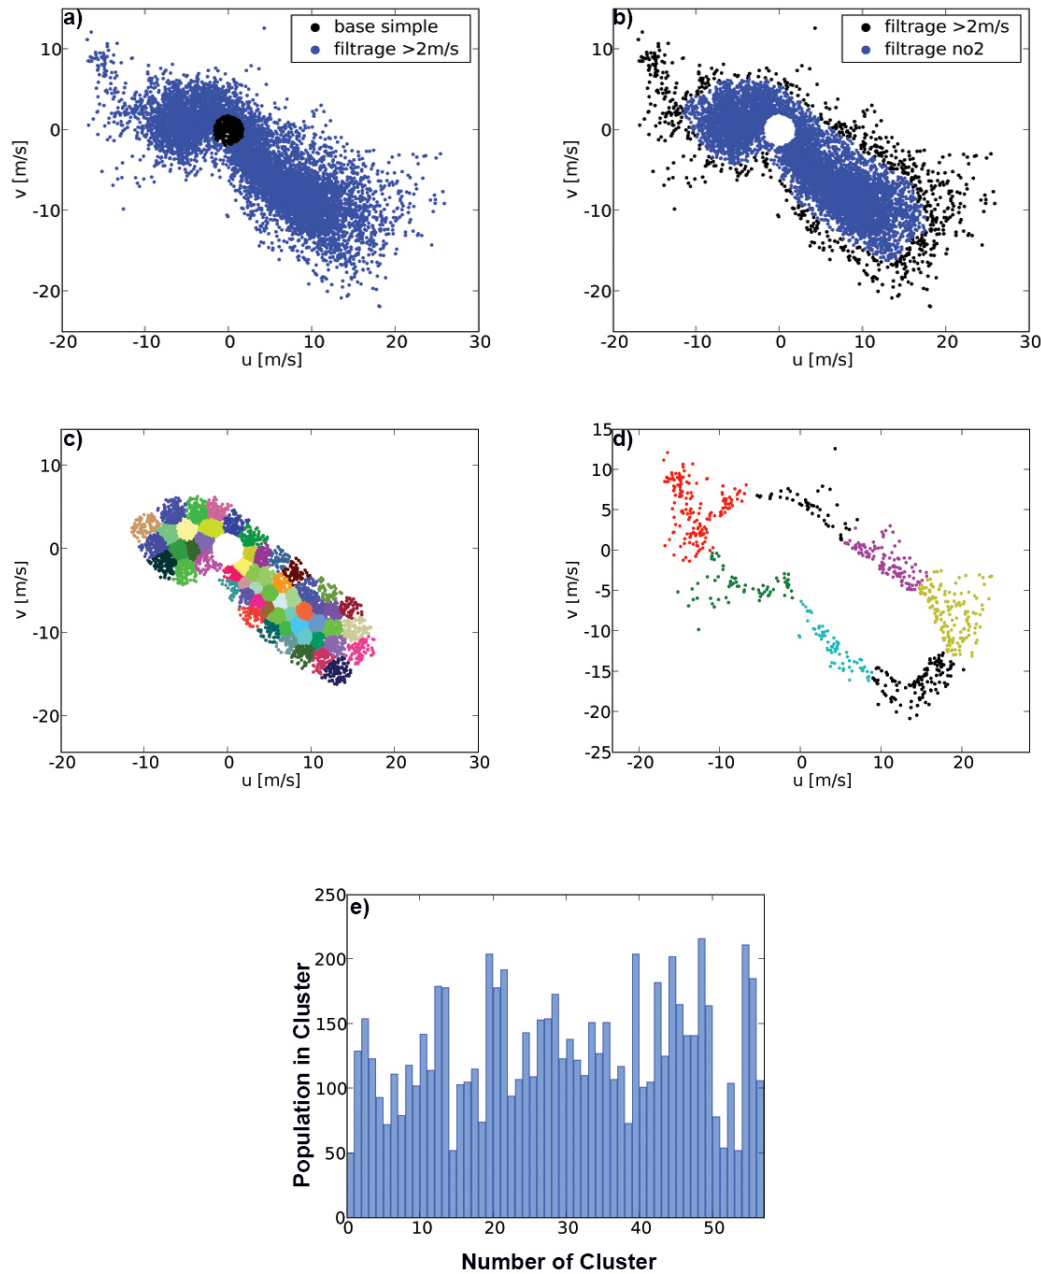 a)
base simple
filtrage >2m/s
10
0
-10
-20
v [m/s]
-20
-10
0
10
20
30
u [m/s]
b)
filtrage >2m/s
filtrage no2
10
0
-10
-20
v [m/s]
-20
-10
0
10
20
30
u [m/s]
c)
10
0
-10
-20
v [m/s]
-20
-10
0
10
20
30
u [m/s]
d)
15
10
5
0
-5
-10
-15
-20
-25
v [m/s]
-20
-10
0
10
20
u [m/s]
e)
250
200
150
100
50
0
Population in Cluster
0
10
20
30
40
50
Number of Cluster